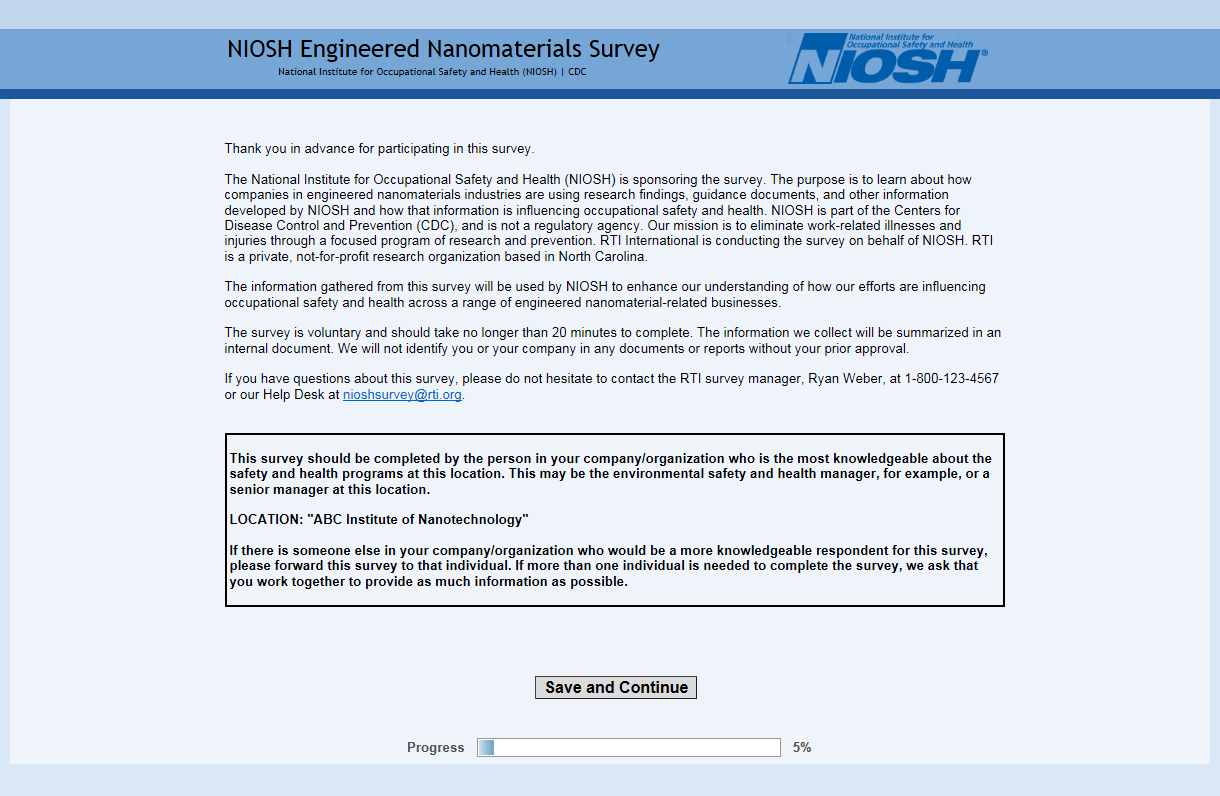 NIOSH Engineered Nanomaterials Survey
National Institute for Occupational Safety and Health (NIOSH) | CDC
National Institute for
Occupational Safety and Health
NIOSH®
Thank you in advance for participating in this survey.
The National Institute for Occupational Safety and Health (NIOSH) is sponsoring the survey. The purpose is to learn about how
companies in engineered nanomaterials industries are using research findings, guidance documents, and other information
developed by NIOSH and how that information is influencing occupational safety and health. NIOSH is part of the Centers for
Disease Control and Prevention (CDC), and is not a regulatory agency. Our mission is to eliminate work-related illnesses and
injuries through a focused program of research and prevention. RTI International is conducting the survey on behalf of NIOSH. RTI
is a private, not-for-profit research organization based in North Carolina.
The information gathered from this survey will be used by NIOSH to enhance our understanding of how our efforts are influencing
occupational safety and health across a range of engineered nanomaterial-related businesses.
The survey is voluntary and should take no longer than 20 minutes to complete. The information we collect will be summarized in an
internal document. We will not identify you or your company in any documents or reports without your prior approval.
If you have questions about this survey, please do not hesitate to contact the RTI survey manager, Ryan Weber, at 1-800-123-4567
or our Help Desk at nioshsurvey@rti.org.
This survey should be completed by the person in your company/organization who is the most knowledgeable about the
safety and health programs at this location. This may be the environmental safety and health manager, for example, or a
senior manager at this location.
LOCATION: "ABC Institute of Nanotechnology"
If there is someone else in your company/organization who would be a more knowledgeable respondent for this survey,
please forward this survey to that individual. If more than one individual is needed to complete the survey, we ask that
you work together to provide as much information as possible.
Save and Continue
Progress 5%